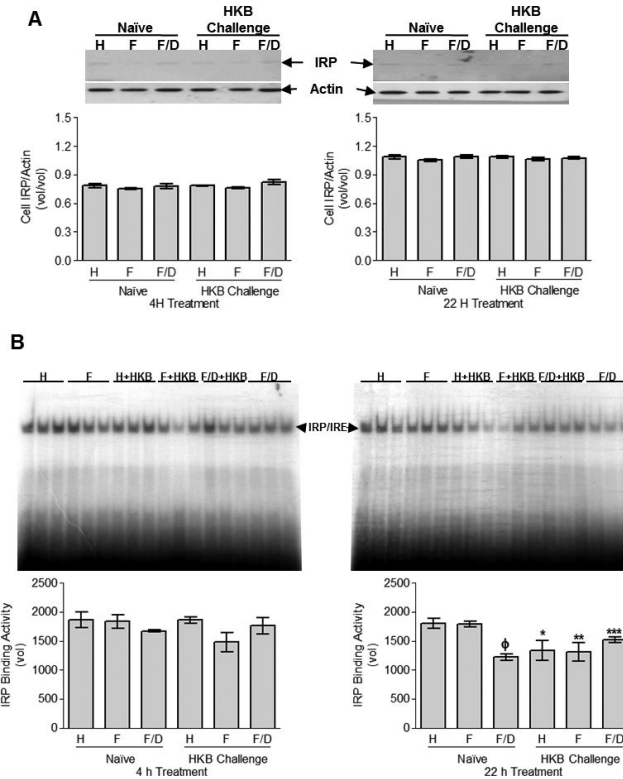 A
Naïve
HKB
Challenge
H F F/D H F F/D
IRP
Actin
Naïve
HKB
Challenge
H F F/D H F F/D
Cell IRP/Actin
(vol/vol)
1.5
1.2
0.9
0.6
0.3
0.0
H F F/D H F F/D
Naïve HKB Challenge
4H Treatment
Cell IRP/Actin
(vol/vol)
1.5
1.2
0.9
0.6
0.3
0.0
H F F/D H F F/D
Naïve HKB Challenge
22 H Treatment
B
H F H+HKB F+HKB F/D+HKB F/D
IRP/IRE
H F H+HKB F+HKB F/D+HKB F/D
IRP Binding Activity
(vol)
2500
2000
1500
1000
500
0
H F F/D H F F/D
Naïve HKB Challenge
4 h Treatment
IRP Binding Activity
(vol)
2500
2000
1500
1000
500
0
ϕ * ** ***
H F F/D H F F/D
Naïve HKB Challenge
22 h Treatment